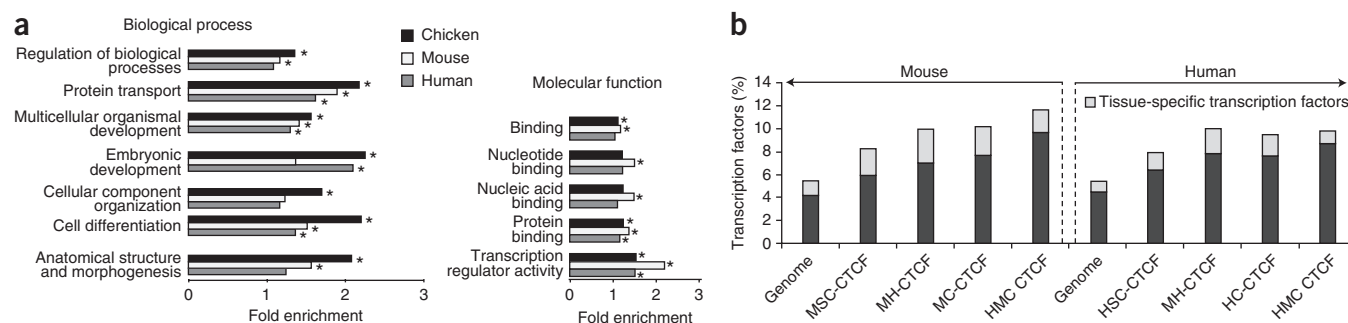 a
Biological process
Regulation of biological
processes
*
*
Protein transport
*
*
*
Multicellular organismal
development
*
*
*
Embryonic
development
*
*
Cellular component
organization
*
Cell differentiation
*
*
*
Anatomical structure
and morphogenesis
*
*
0 1 2 3
Fold enrichment
Chicken
Mouse
Human
Molecular function
Binding
*
*
Nucleotide
binding
*
Nucleic acid
binding
*
Protein
binding
*
*
*
Transcription
regulator activity
*
*
*
0 1 2 3
Fold enrichment
b
Mouse Human
Tissue-specific transcription factors
Transcription factors (%)
14
12
10
8
6
4
2
0
Genome
MSC-CTCF
MH-CTCF
MC-CTCF
HMC CTCF
Genome
HSC-CTCF
MH-CTCF
HC-CTCF
HMC CTCF